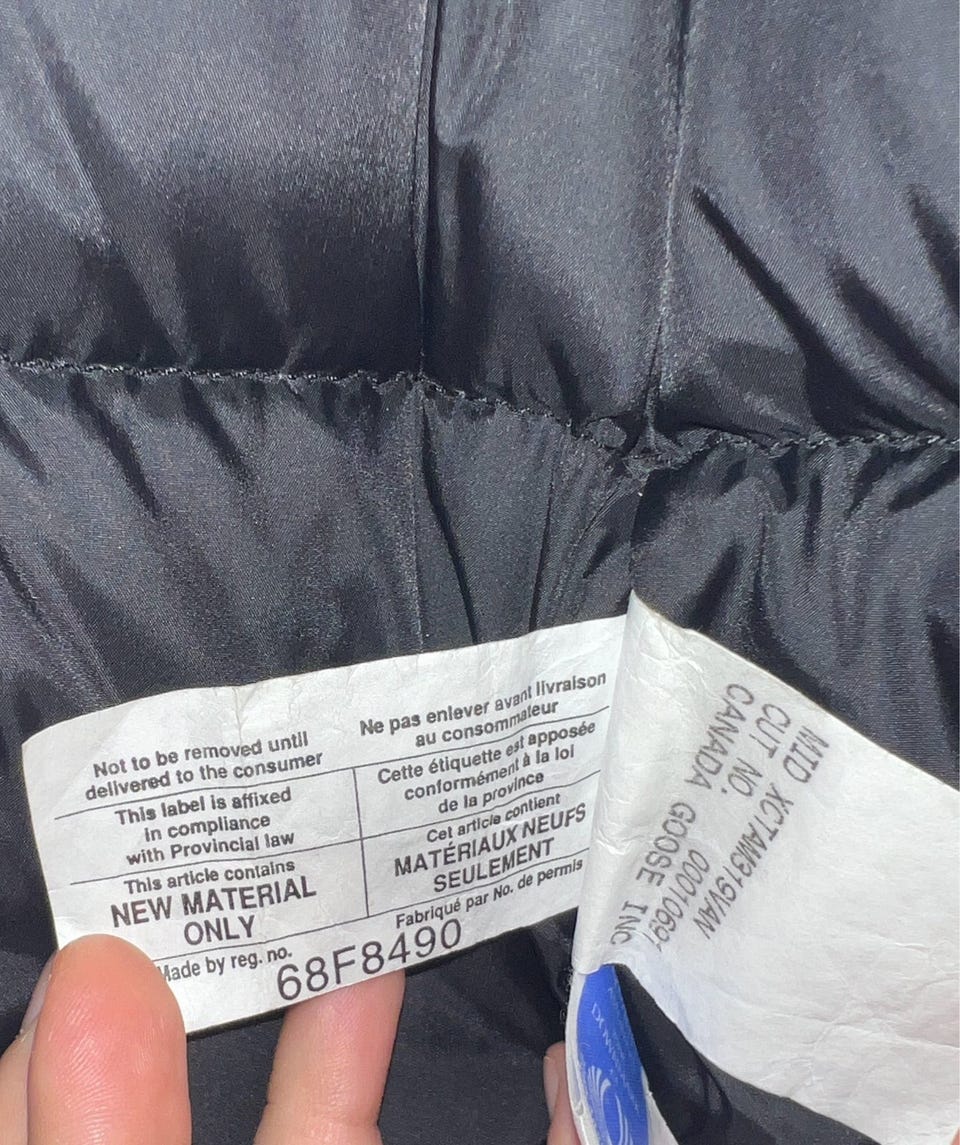 Not to be removed until
delivered to the consumer
Ne pas enlever avant livraison
au consommateur
This label is affixed
in compliance
with Provincial law
Cette étiquette est apposée
conformément à la loi
de la province
This article contains
NEW MATERIAL
ONLY
Cet article contient
MATÉRIAUX NEUFS
SEULEMENT
Made by reg. no.
Fabriqué par No. de permis
68F8490
MID XCTAM319VAN
CUT NO. 00010697
CANADA GOOSE INC